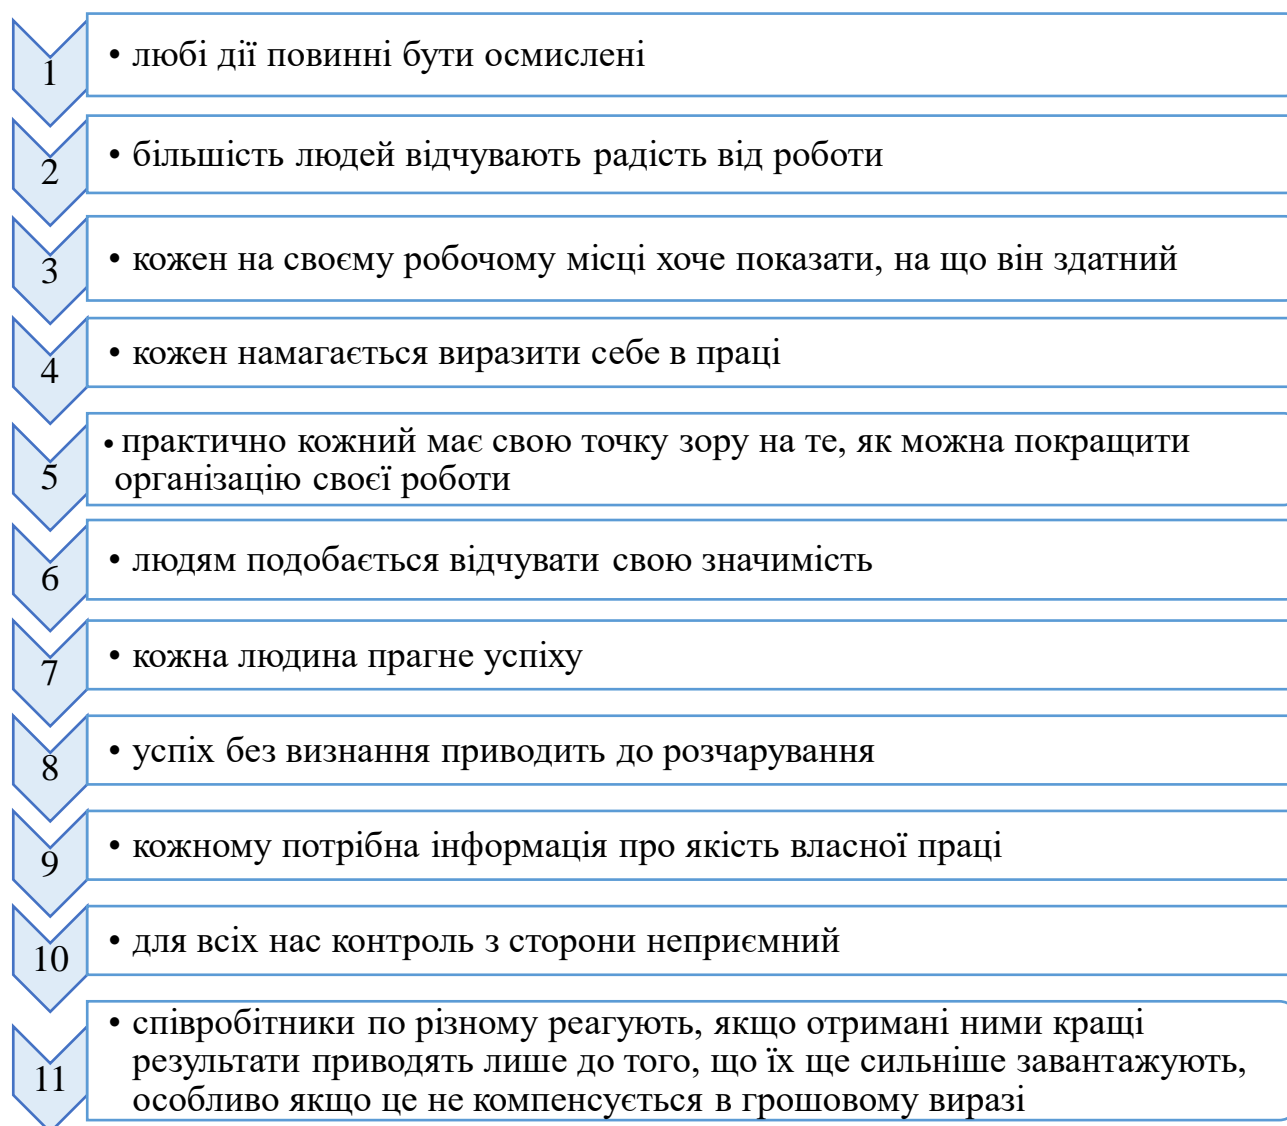 1
• любі дії повинні бути осмислені
2
• більшість людей відчувають радість від роботи
3
• кожен на своєму робочому місці хоче показати, на що він здатний
4
• кожен намагається виразити себе в праці
5
• практично кожний має свою точку зору на те, як можна покращити
організацію своєї роботи
6
• людям подобається відчувати свою значимість
7
• кожна людина прагне успіху
8
• успіх без визнання приводить до розчарування
9
• кожному потрібна інформація про якість власної праці
10
• для всіх нас контроль з сторони неприємний
11
• співробітники по різному реагують, якщо отримані ними кращі
результати приводять лише до того, що їх ще сильніше завантажують,
особливо якщо це не компенсується в грошовому виразі